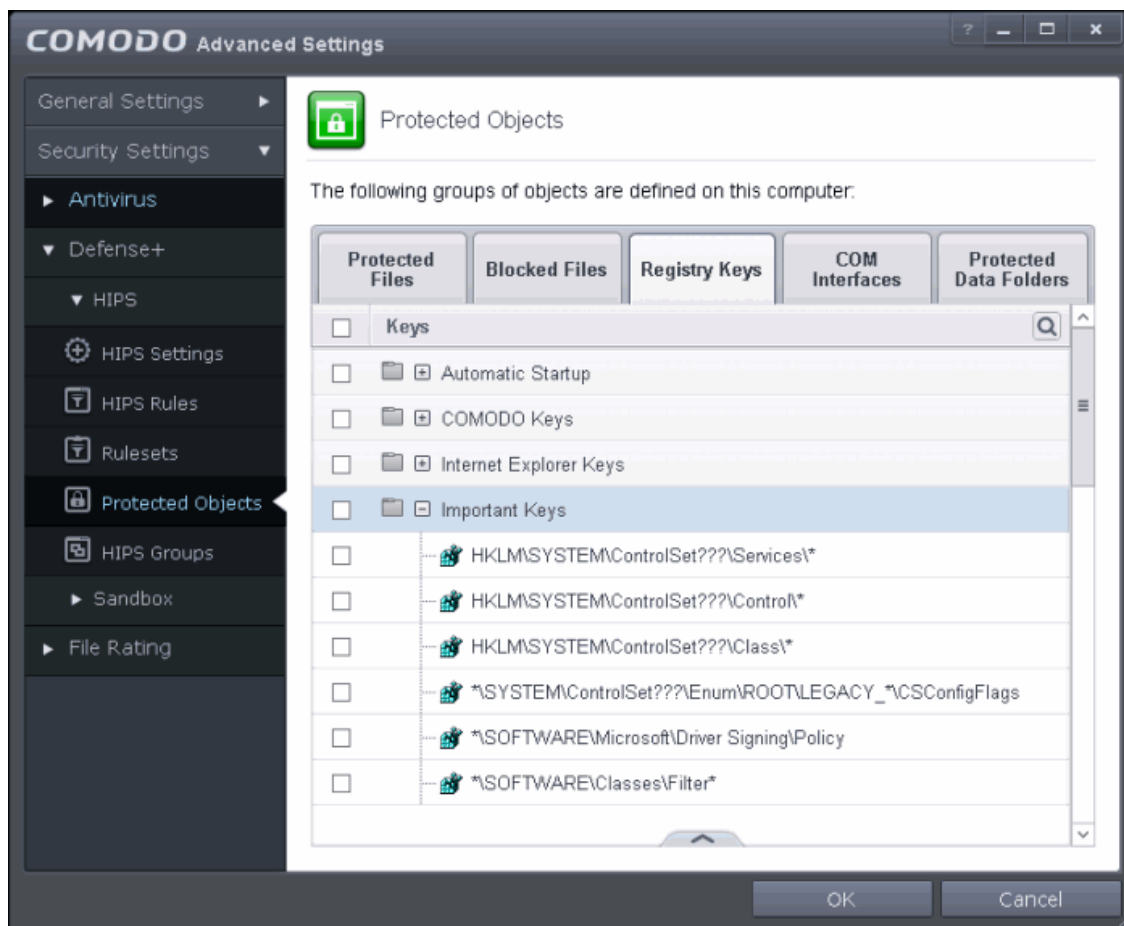 COMODO Advanced Settings
?
General Settings
Security Settings
Antivirus
Defense+
HIPS
HIPS Settings
HIPS Rules
Rulesets
Protected Objects
HIPS Groups
Sandbox
File Rating
Protected Objects
The following groups of objects are defined on this computer:
Protected Files
Blocked Files
Registry Keys
COM Interfaces
Protected Data Folders
Keys
Automatic Startup
COMODO Keys
Internet Explorer Keys
Important Keys
HKLM\SYSTEM\ControlSet???\Services\*
HKLM\SYSTEM\ControlSet???\Control\*
HKLM\SYSTEM\ControlSet???\Class\*
*\SYSTEM\ControlSet???\Enum\ROOT\LEGACY_*\CSConfigFlags
*\SOFTWARE\Microsoft\Driver Signing\Policy
*\SOFTWARE\Classes\Filter*
OK
Cancel